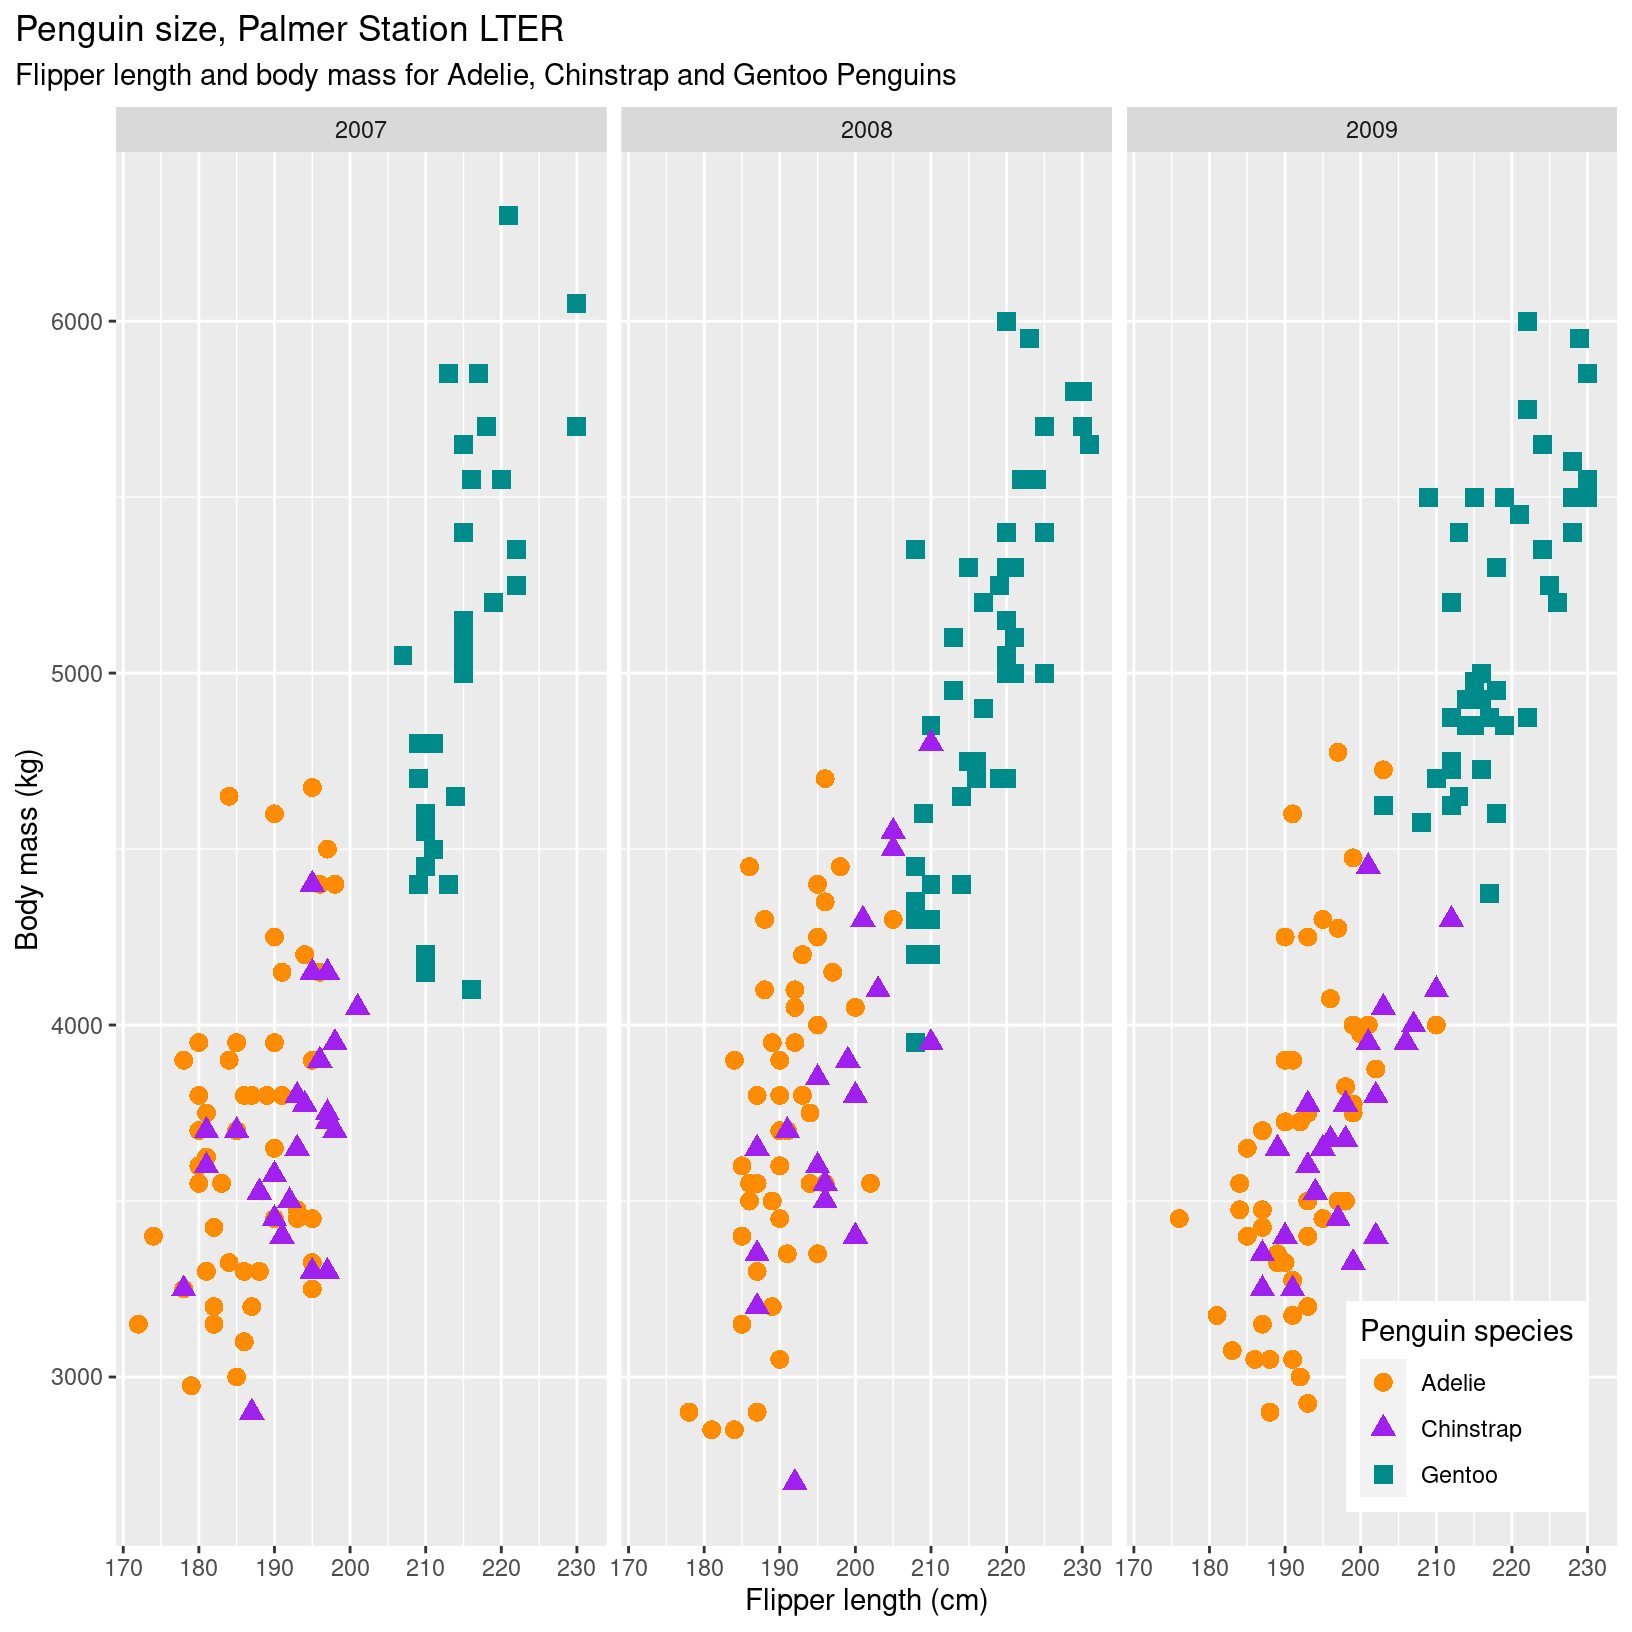 Penguin size, Palmer Station LTER
Flipper length and body mass for Adelie, Chinstrap and Gentoo Penguins
2007 2008 2009
Body mass (kg)
6000
5000
4000
3000
Penguin species
Adelie
Chinstrap
Gentoo
170 180 190 200 210 220 230 170 180 190 200 210 220 230 170 180 190 200 210 220 230
Flipper length (cm)